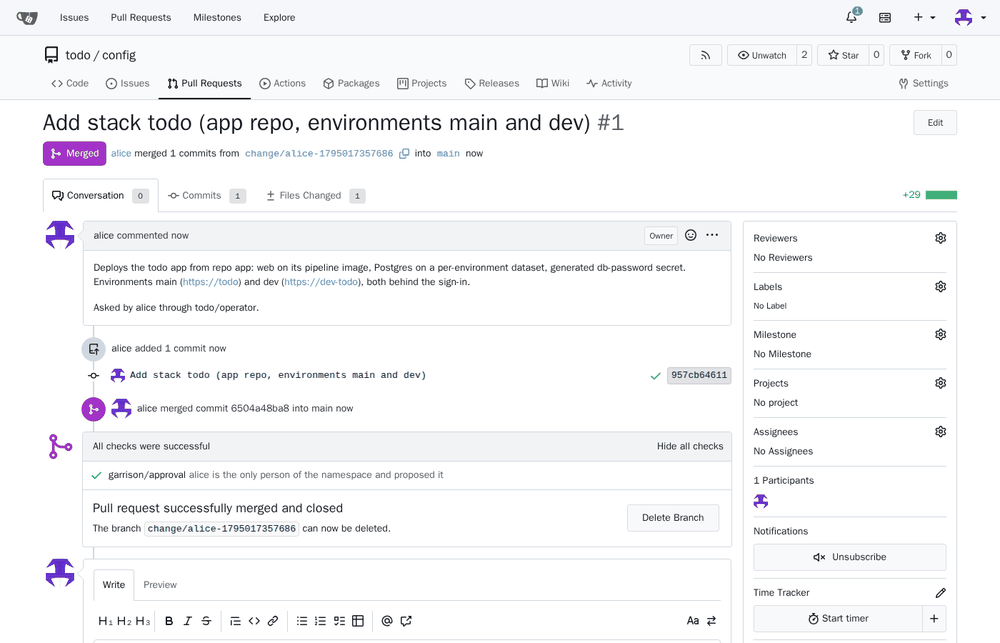 Issues Pull Requests Milestones Explore 1
todo / config Unwatch 2 Star 0 Fork 0
Code Issues Pull Requests Actions Packages Projects Releases Wiki Activity Settings
Add stack todo (app repo, environments main and dev) #1 Edit
Merged alice merged 1 commits from change/alice-1795017357686 into main now
Conversation 0 Commits 1 Files Changed 1 +29
alice commented now Owner
Deploys the todo app from repo app: web on its pipeline image, Postgres on a per-environment dataset, generated db-password secret.
Environments main (https://todo) and dev (https://dev-todo), both behind the sign-in.
Asked by alice through todo/operator.
alice added 1 commit now
Add stack todo (app repo, environments main and dev) 957cb64611
alice merged commit 6504a48ba8 into main now
All checks were successful Hide all checks
garrison/approval alice is the only person of the namespace and proposed it
Pull request successfully merged and closed
The branch change/alice-1795017357686 can now be deleted. Delete Branch
Write Preview
H1 H2 H3 B I S Aa
Reviewers
No Reviewers
Labels
No Label
Milestone
No Milestone
Projects
No project
Assignees
No Assignees
1 Participants
Notifications
Unsubscribe
Time Tracker
Start timer